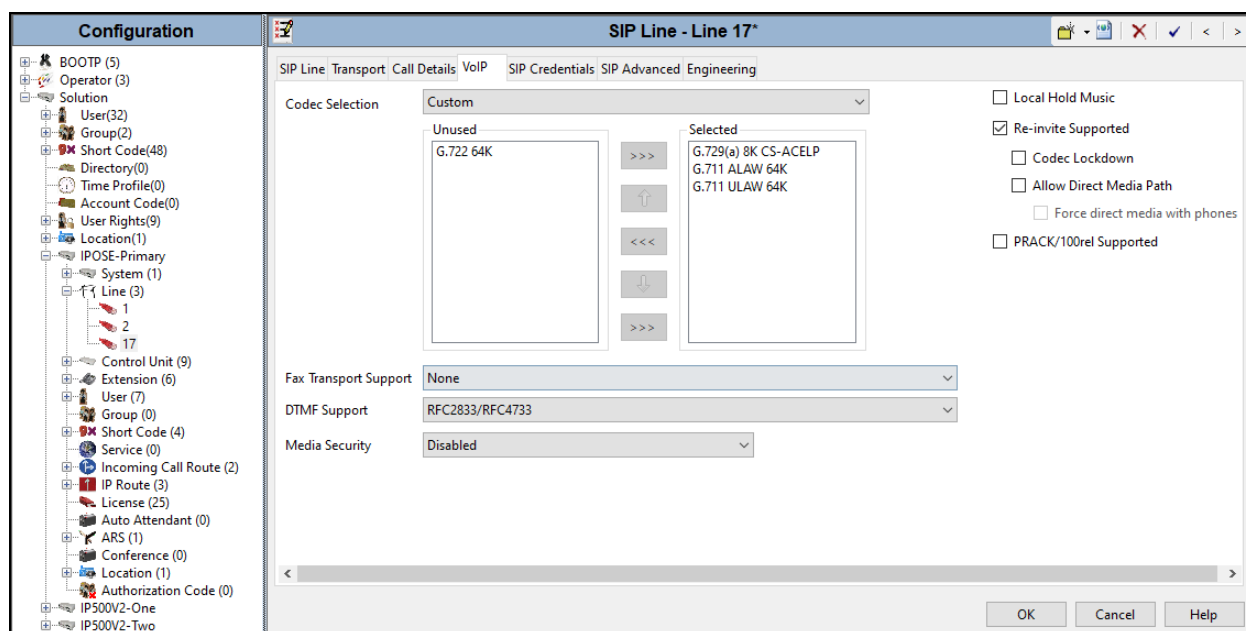 Configuration
BOOTP (5)
Operator (3)
Solution
User(32)
Group(2)
Short Code(48)
Directory(0)
Time Profile(0)
Account Code(0)
User Rights(9)
Location(1)
IPOSE-Primary
System (1)
Line (3)
1
2
17
Control Unit (9)
Extension (6)
User (7)
Group (0)
Short Code (4)
Service (0)
Incoming Call Route (2)
IP Route (3)
License (25)
Auto Attendant (0)
ARS (1)
Conference (0)
Location (1)
Authorization Code (0)
IP500V2-One
IP500V2-Two
SIP Line - Line 17*
SIP Line Transport Call Details VoIP SIP Credentials SIP Advanced Engineering
Codec Selection Custom
Unused
G.722 64K
>>>
<<<
>>>
Selected
G.729(a) 8K CS-ACELP
G.711 ALAW 64K
G.711 ULAW 64K
Fax Transport Support None
DTMF Support RFC2833/RFC4733
Media Security Disabled
Local Hold Music
Re-invite Supported
Codec Lockdown
Allow Direct Media Path
Force direct media with phones
PRACK/100rel Supported
OK Cancel Help